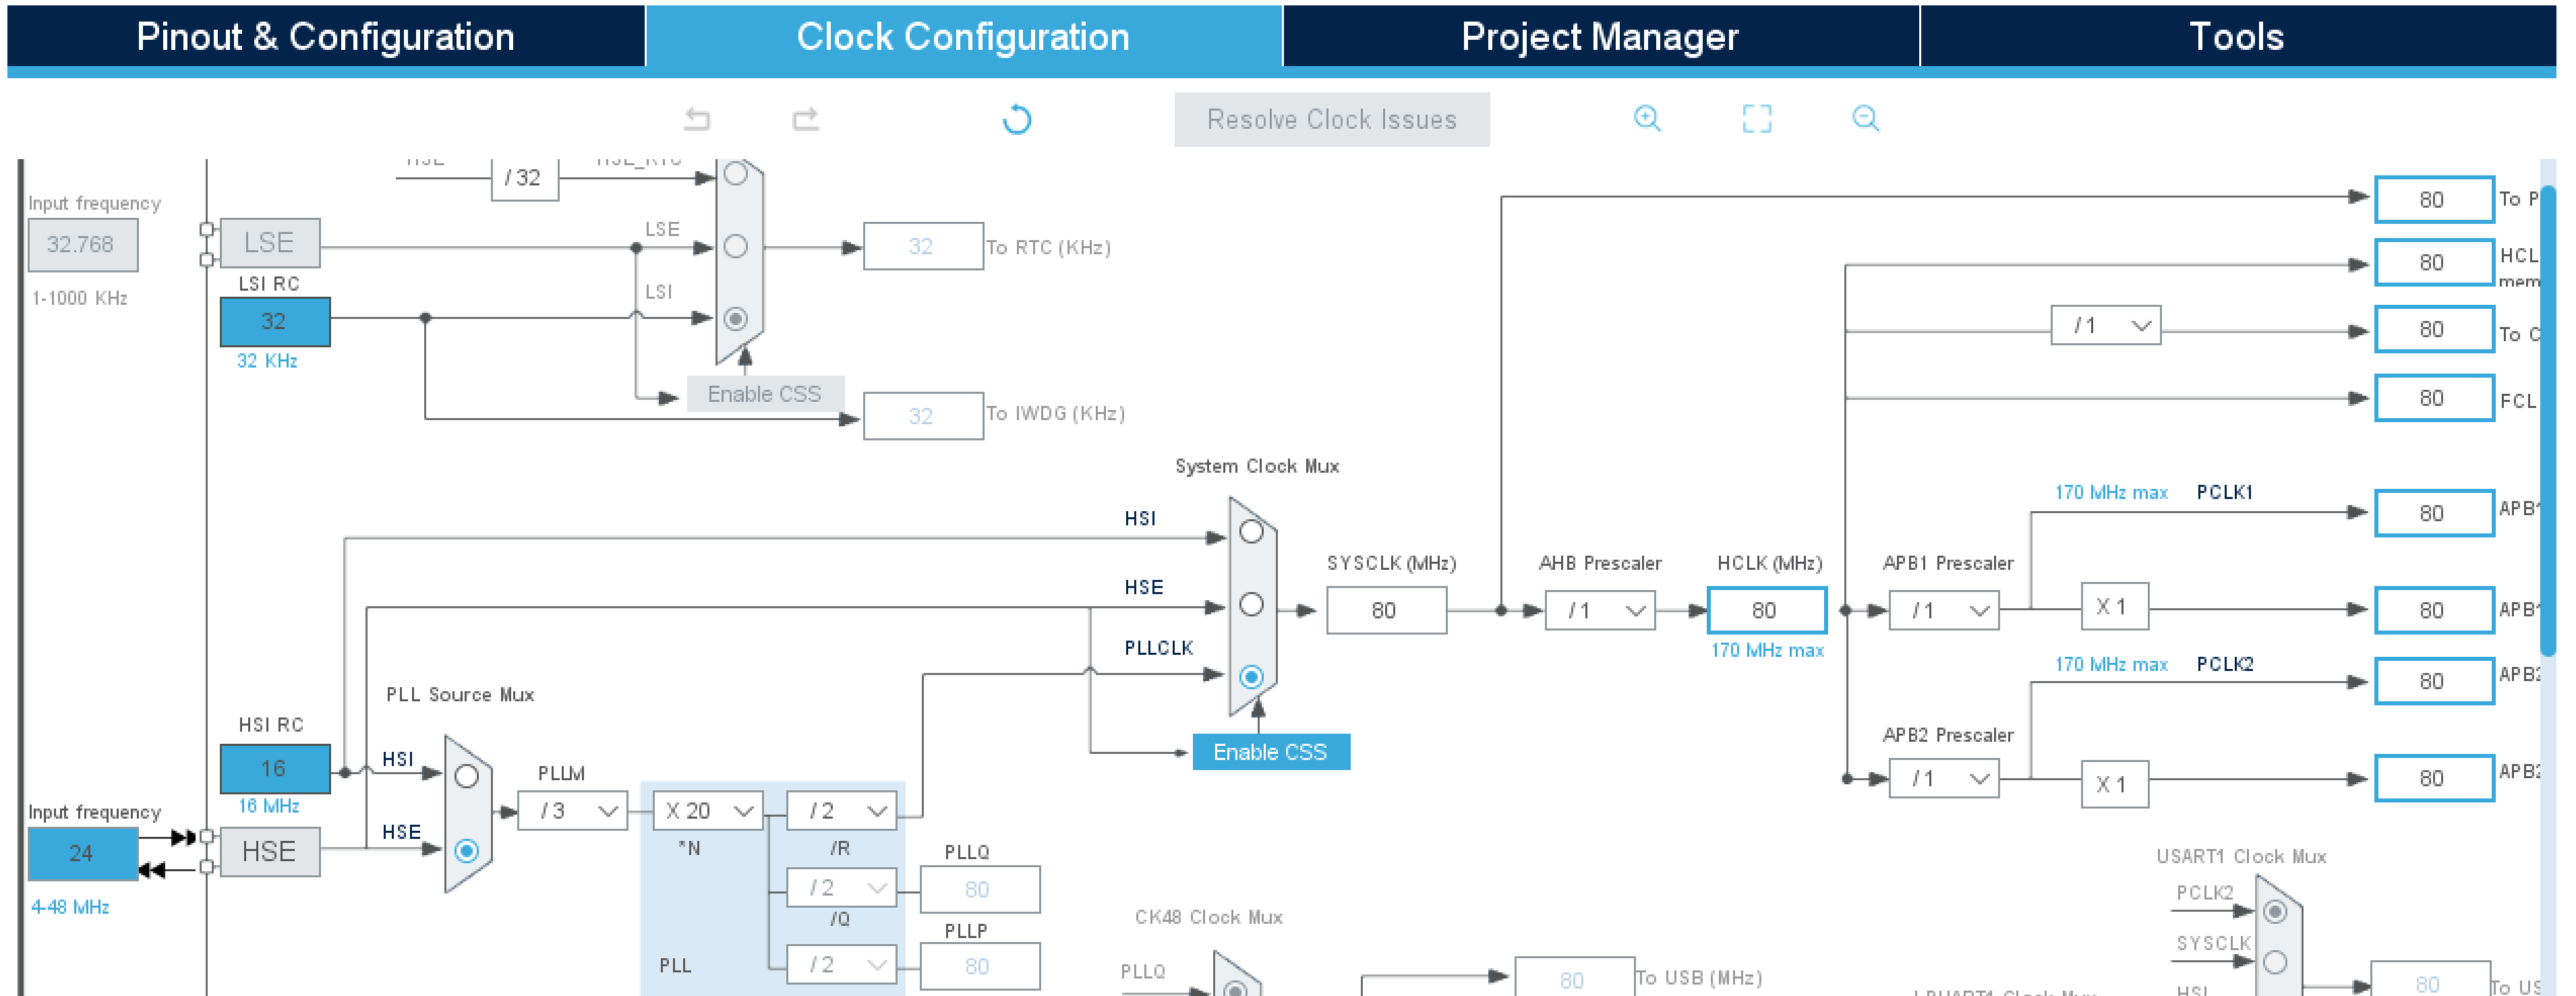 Pinout & Configuration
Clock Configuration
Project Manager
Tools
Resolve Clock Issues
/ 32
Input frequency
32.768
1-1000 KHz
LSE
LSE
LSI RC
32
32 KHz
LSI
32
To RTC (KHz)
Enable CSS
32
To IWDG (KHz)
80
To P
80
HCL
mem
/ 1
80
To C
80
FCL
System Clock Mux
HSI
HSE
PLLCLK
SYSCLK (MHz)
80
AHB Prescaler
/ 1
HCLK (MHz)
80
170 MHz max
APB1 Prescaler
/ 1
170 MHz max
PCLK1
80
APB1
X 1
80
APB1
170 MHz max
PCLK2
80
APB2
APB2 Prescaler
/ 1
X 1
80
APB2
Enable CSS
PLL Source Mux
HSI RC
16
16 MHz
HSI
Input frequency
24
4-48 MHz
HSE
HSE
PLLM
/ 3
X 20
*N
/ 2
/R
PLLQ
/ 2
80
/Q
PLLP
/ 2
80
PLL
CK48 Clock Mux
PLLQ
80
To USB (MHz)
USART1 Clock Mux
PCLK2
SYSCLK
HSI
80
To US